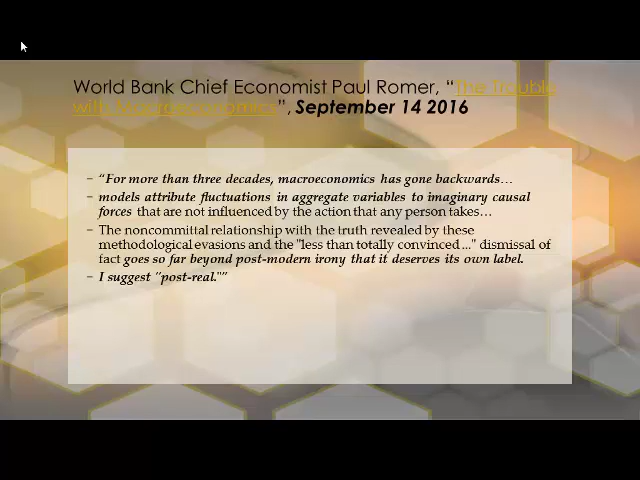 World Bank Chief Economist Paul Romer, “The Trouble
with Macroeconomics”, September 14 2016
– “For more than three decades, macroeconomics has gone backwards…
– models attribute fluctuations in aggregate variables to imaginary causal
forces that are not influenced by the action that any person takes…
– The noncommittal relationship with the truth revealed by these
methodological evasions and the "less than totally convinced ..." dismissal of
fact goes so far beyond post-modern irony that it deserves its own label.
– I suggest "post-real."”